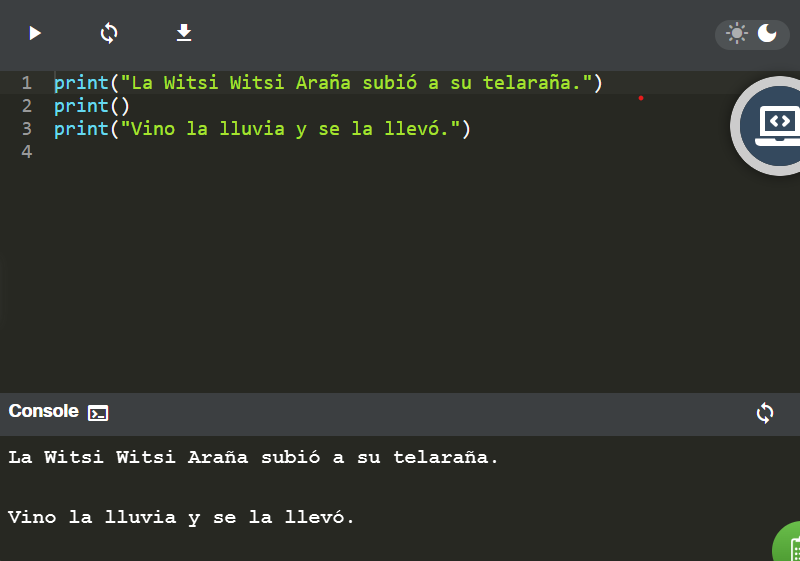 1 print("La Witsi Witsi Araña subió a su telaraña.")
2 print()
3 print("Vino la lluvia y se la llevó.")
4
Console
La Witsi Witsi Araña subió a su telaraña.
Vino la lluvia y se la llevó.